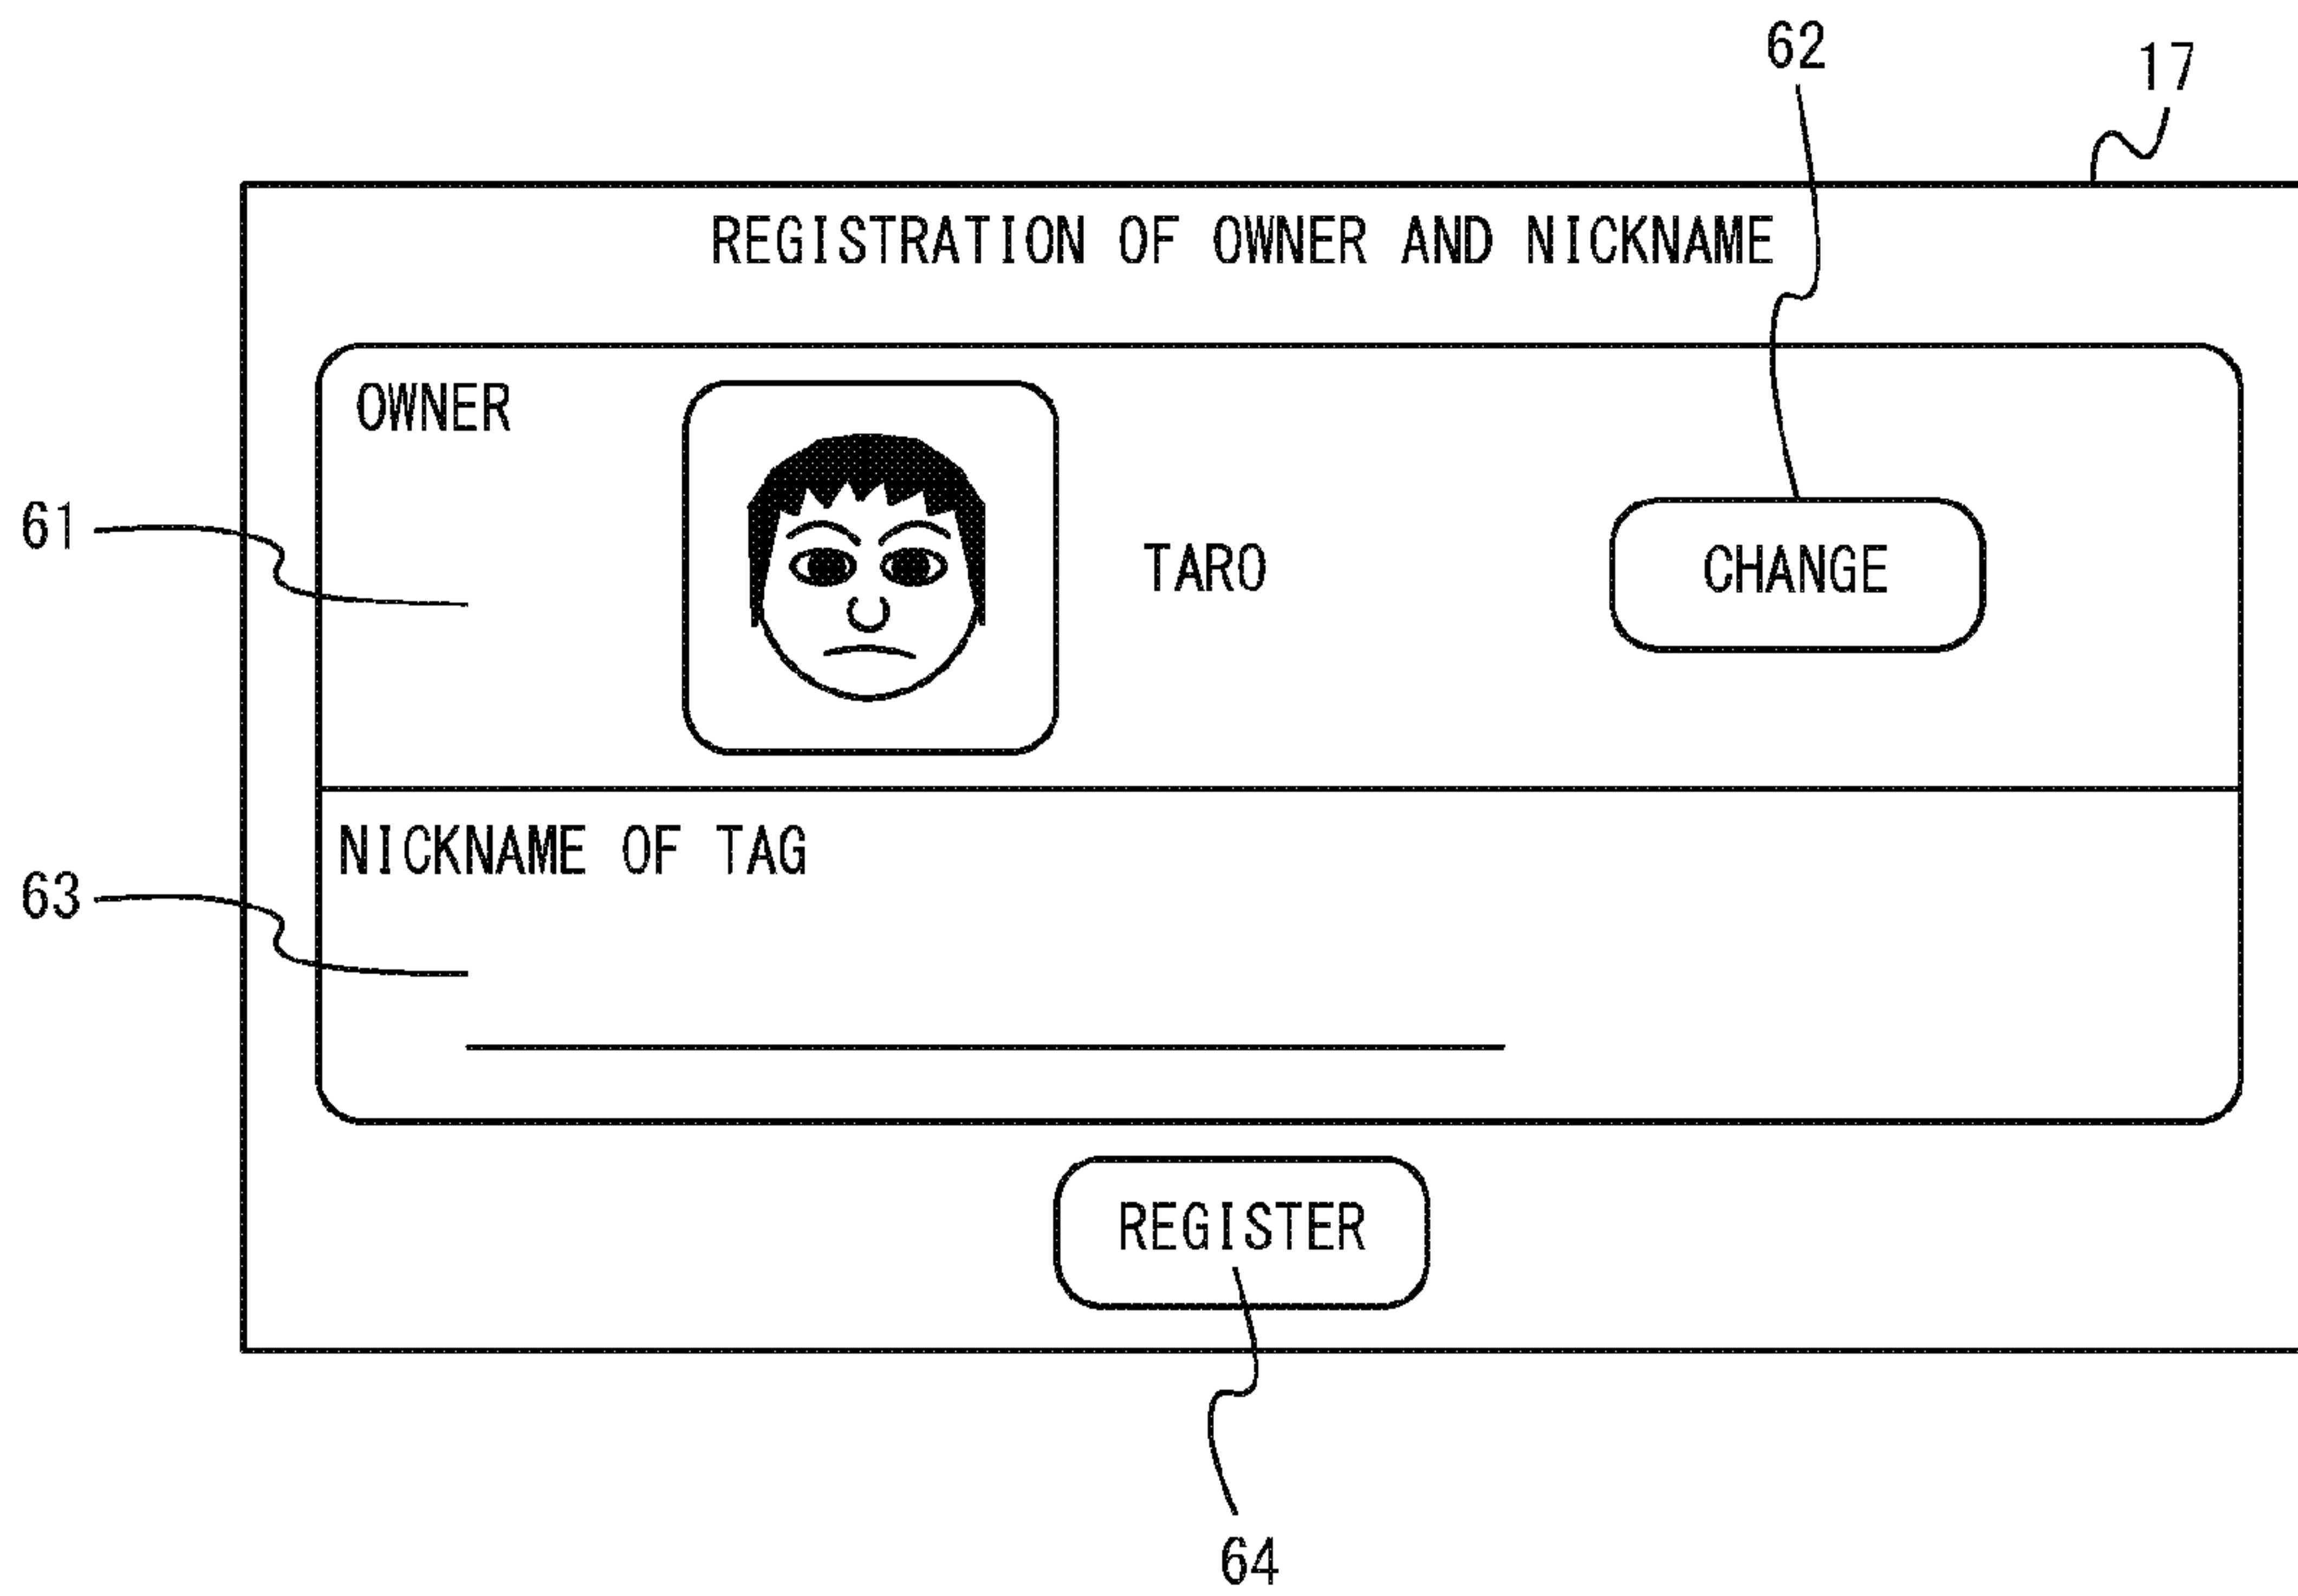 62
17
REGISTRATION OF OWNER AND NICKNAME
OWNER
61
TARO
CHANGE
NICKNAME OF TAG
63
REGISTER
64